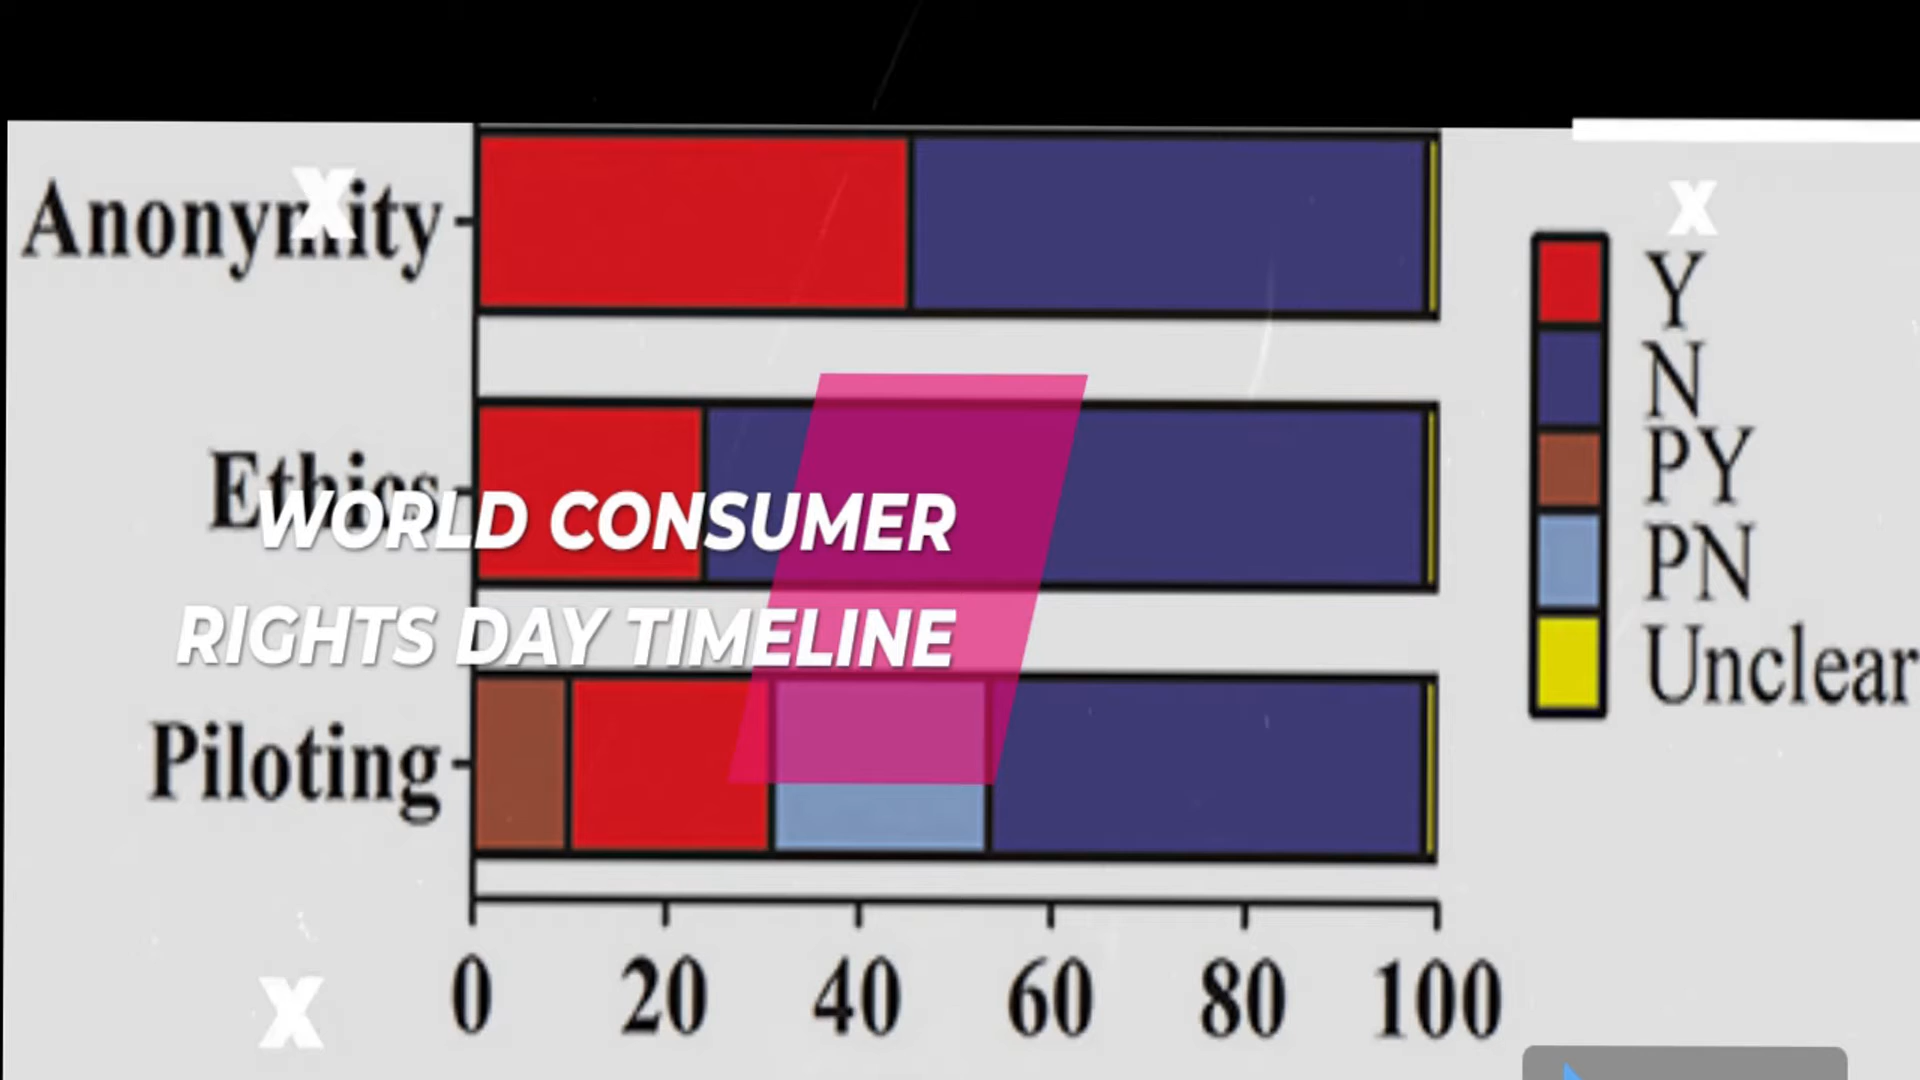 Anonymity
Ethics
Piloting
WORLD CONSUMER
RIGHTS DAY TIMELINE
Y
N
PY
PN
Unclear
0 20 40 60 80 100
X
X
X